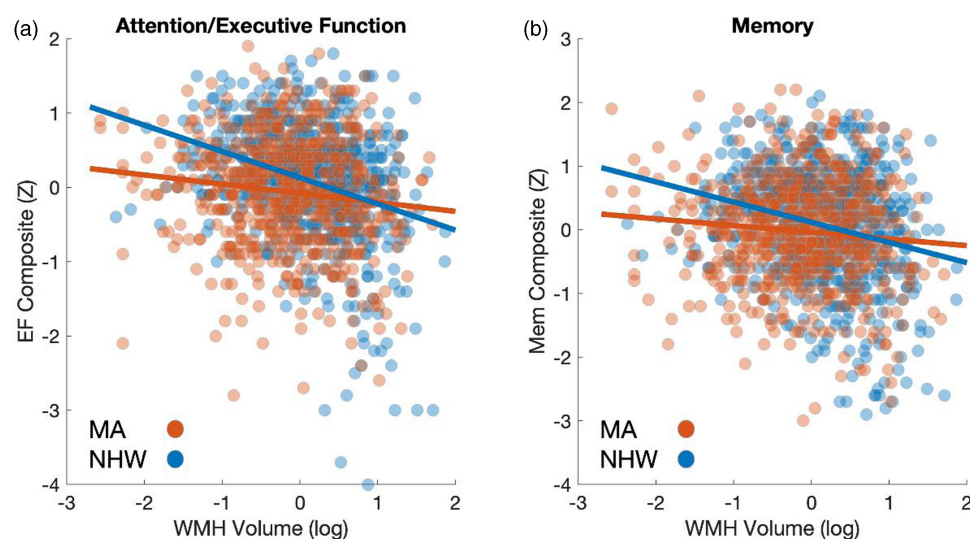 (a) Attention/Executive Function
2
1
0
-1
-2
-3
-4
EF Composite (Z)
MA
NHW
-3 -2 -1 0 1 2
WMH Volume (log)
(b) Memory
3
2
1
0
-1
-2
-3
-4
Mem Composite (Z)
MA
NHW
-3 -2 -1 0 1 2
WMH Volume (log)